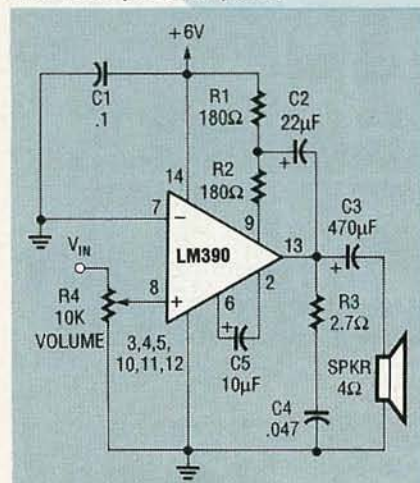 +6V
C1
.1
R1
180Ω
C2
22µF
+
R2
180Ω
14
7
−
9
C3
470µF
+
LM390
13
V_IN
8
+
6
2
R4
10K
VOLUME
3,4,5,
10,11,12
+
C5
10µF
R3
2.7Ω
SPKR
4Ω
C4
.047